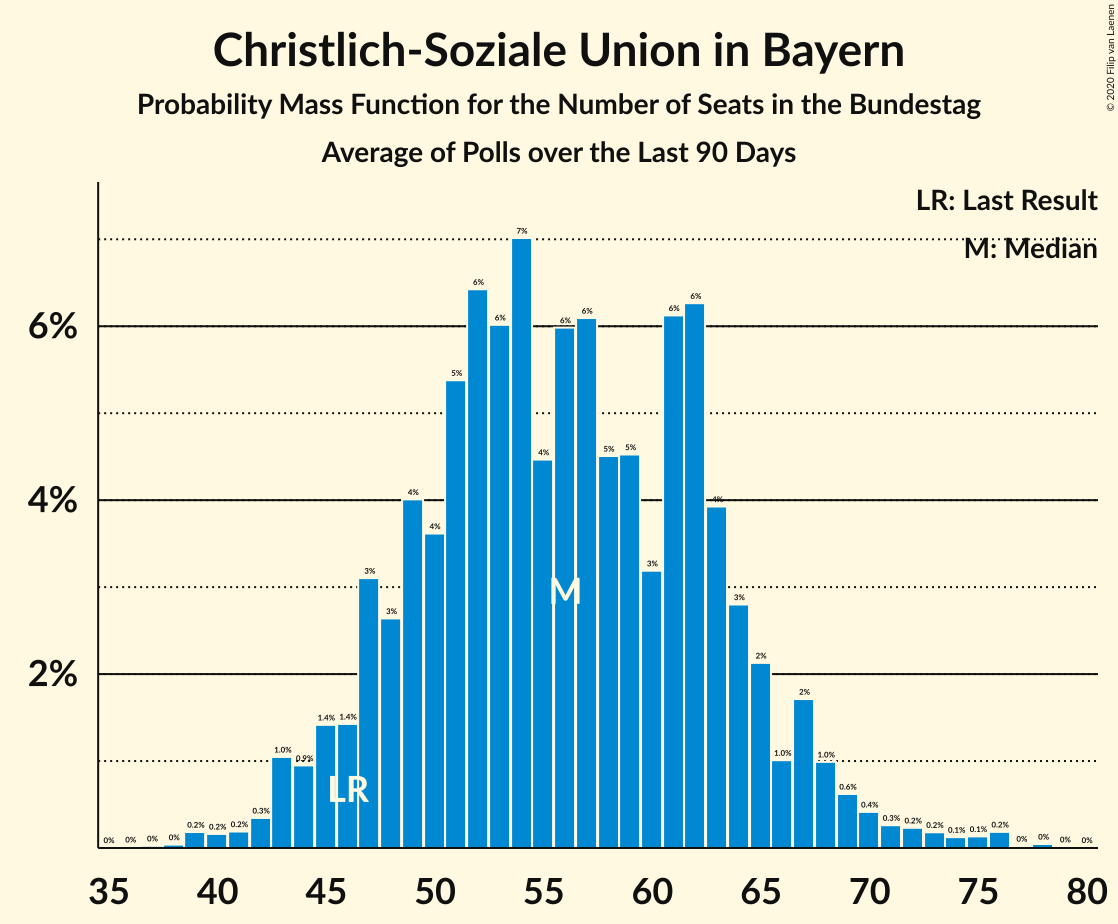 Christlich-Soziale Union in Bayern
Probability Mass Function for the Number of Seats in the Bundestag
Average of Polls over the Last 90 Days
© 2020 Filip van Laenen
LR: Last Result
M: Median
6%
4%
2%
0% 0% 0% 0% 0.2% 0.2% 0.2% 0.3% 1.0% 0.9% 1.4% 1.4% 3% 3% 4% 4% 5% 6% 6% 7% 4% 6% 6% 5% 5% 3% 6% 6% 4% 3% 2% 1.0% 2% 1.0% 0.6% 0.4% 0.3% 0.2% 0.2% 0.1% 0.1% 0.2% 0% 0% 0% 0%
M
LR
35 40 45 50 55 60 65 70 75 80